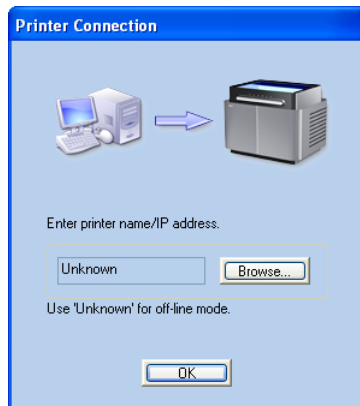 Printer Connection
Enter printer name/IP address.
Unknown
Browse...
Use 'Unknown' for off-line mode.
OK